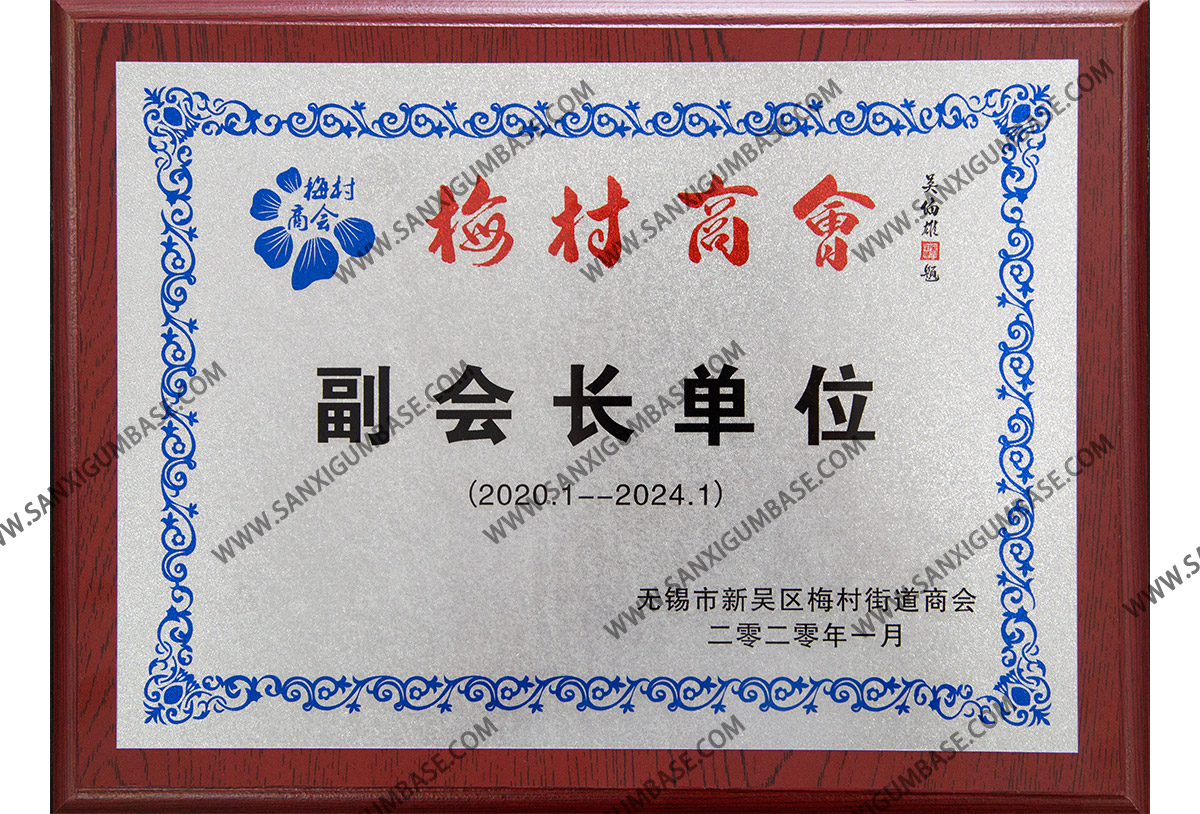 梅村
商会
梅村商會
吴伯雄
题
副会长单位
(2020.1--2024.1)
无锡市新吴区梅村街道商会
二零二零年一月
WWW.SANXIGUMBASE.COM